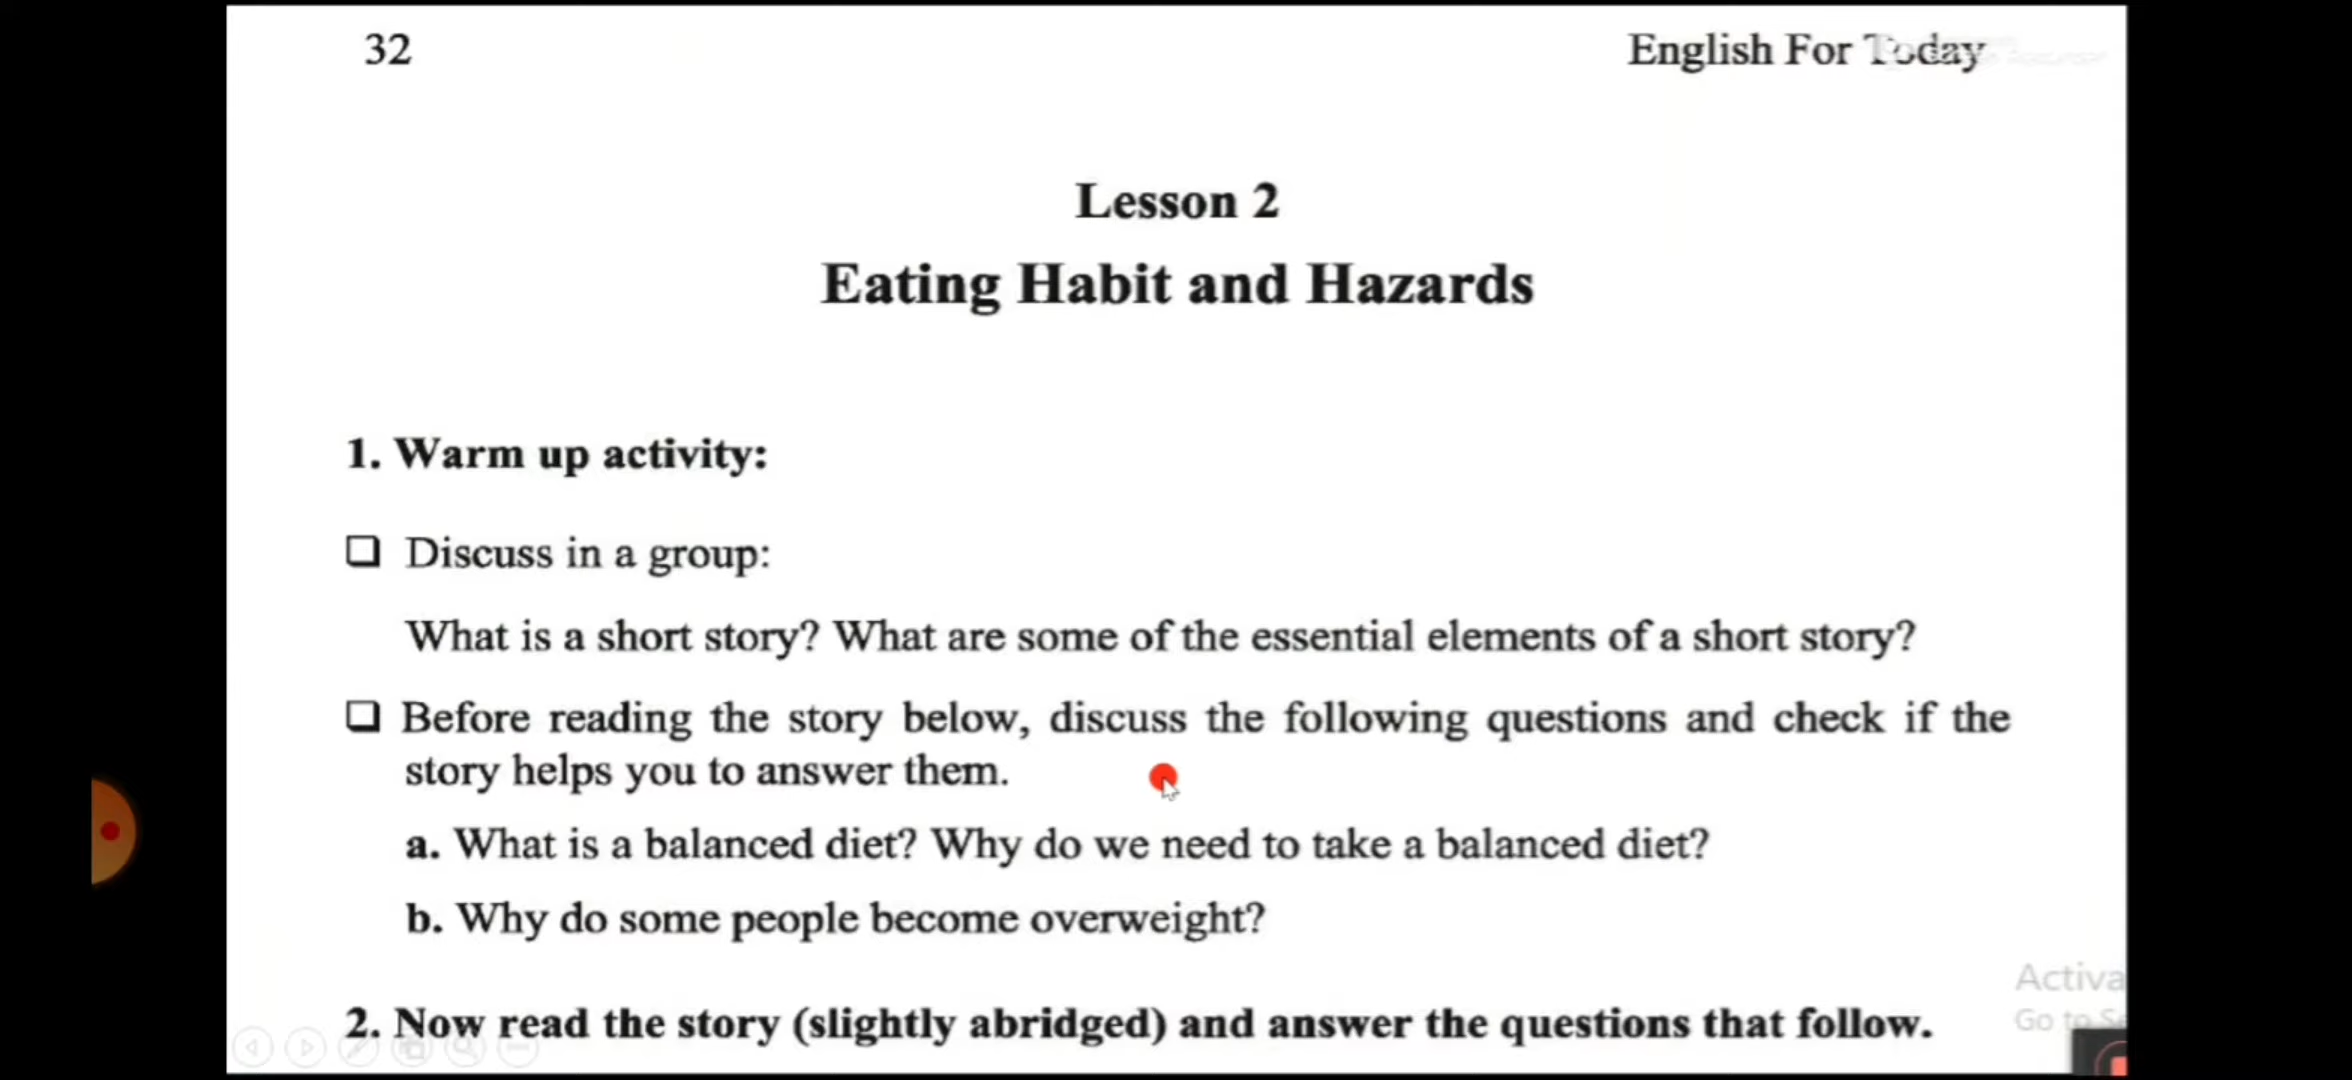 32 English For Today
Lesson 2
Eating Habit and Hazards
1. Warm up activity:
❑ Discuss in a group:
What is a short story? What are some of the essential elements of a short story?
❑ Before reading the story below, discuss the following questions and check if the
story helps you to answer them.
a. What is a balanced diet? Why do we need to take a balanced diet?
b. Why do some people become overweight?
Activa
2. Now read the story (slightly abridged) and answer the questions that follow.
Go to Se